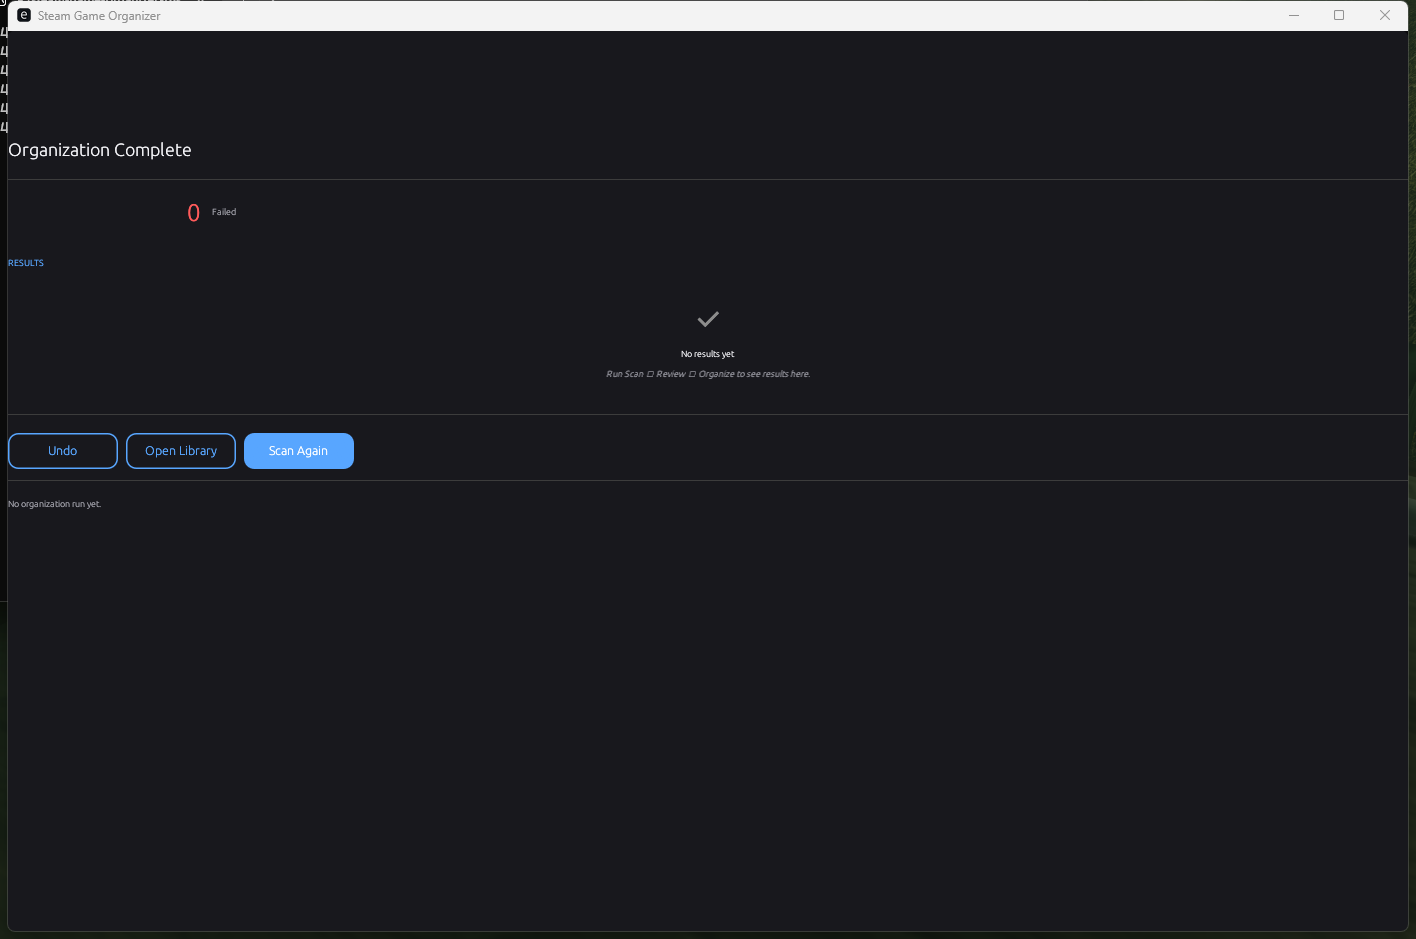 Steam Game Organizer
Organization Complete
0 Failed
RESULTS
No results yet
Run Scan □ Review □ Organize to see results here.
Undo
Open Library
Scan Again
No organization run yet.